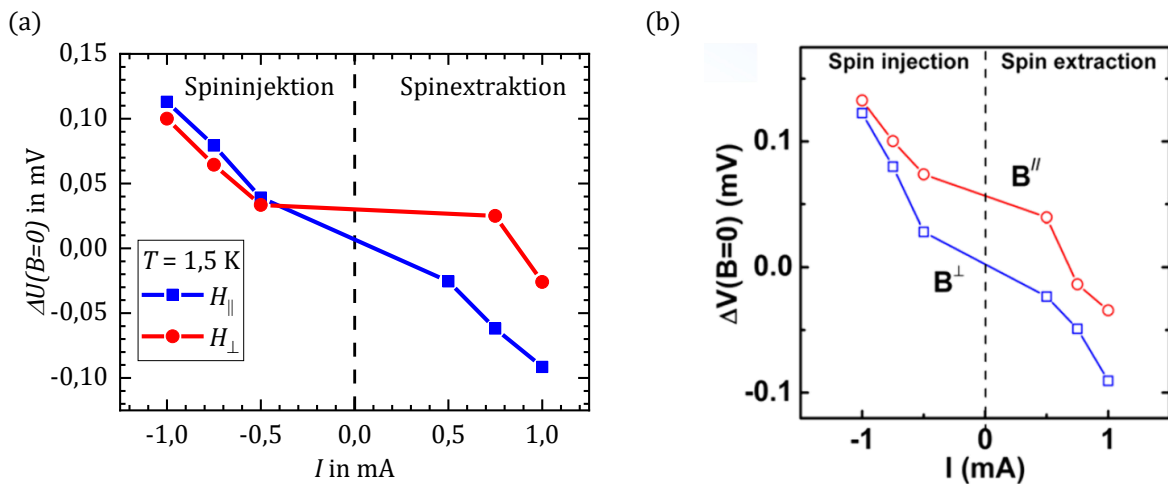 (a)
0,15
0,10
0,05
0,00
-0,05
-0,10
ΔU(B=0) in mV
Spininjektion
Spinextraktion
T = 1,5 K
H∥
H⊥
-1,0
-0,5
0,0
0,5
1,0
I in mA
(b)
0.1
0.0
-0.1
ΔV(B=0) (mV)
Spin injection
Spin extraction
B//
B⊥
-1
0
1
I (mA)